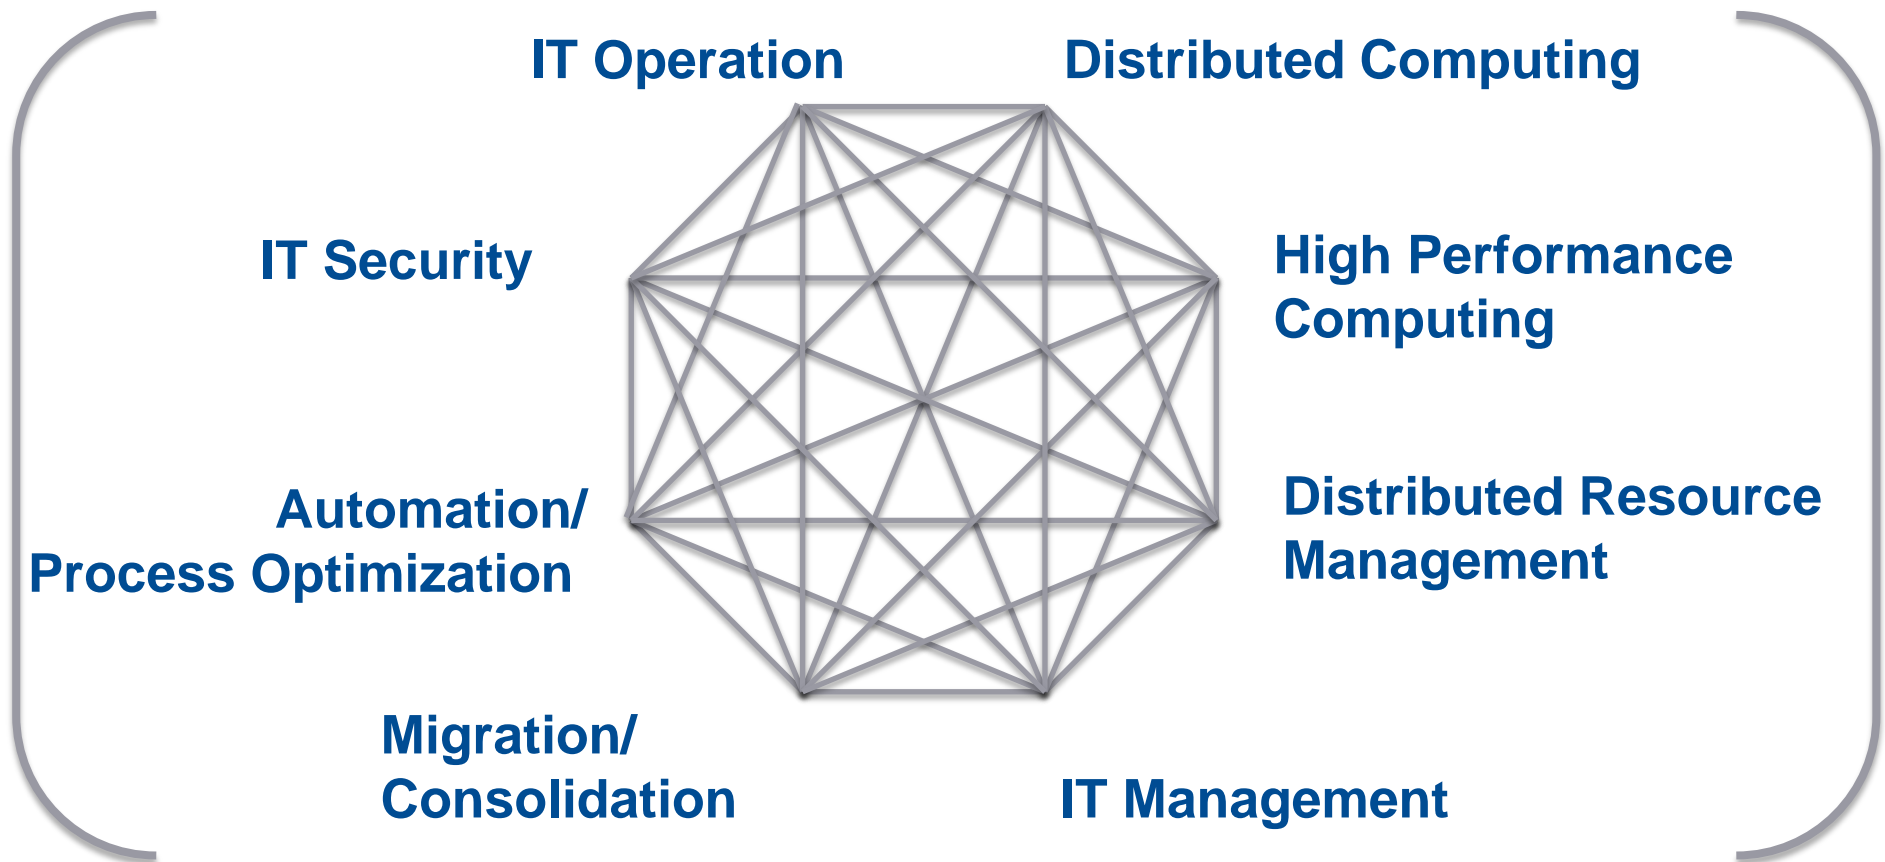 IT Operation
Distributed Computing
IT Security
High Performance
Computing
Automation/
Process Optimization
Distributed Resource
Management
Migration/
Consolidation
IT Management